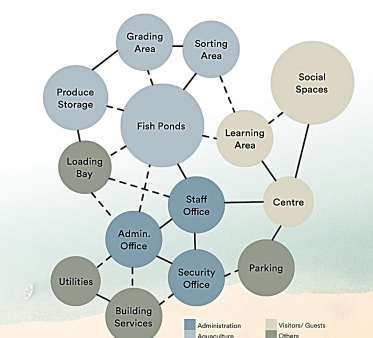 Grading
Area
Sorting
Area
Social
Spaces
Produce
Storage
Fish Ponds
Learning
Area
Loading
Bay
Staff
Office
Centre
Admin.
Office
Security
Office
Parking
Utilities
Building
Services
Administration
Visitors/ Guests
Aquaculture
Others